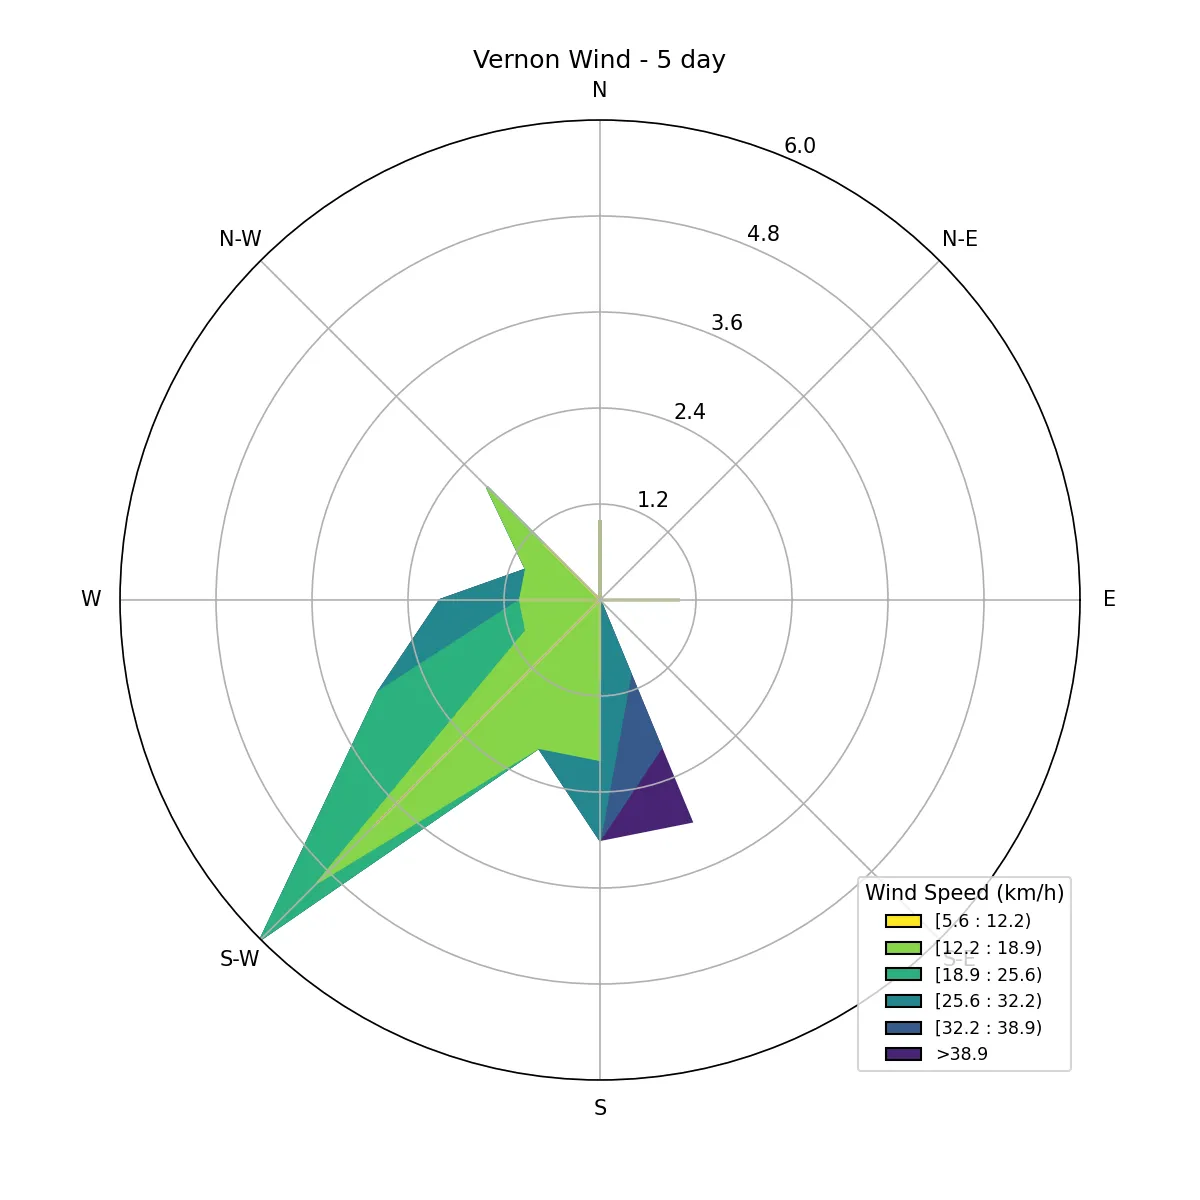 Vernon Wind - 5 day
N
6.0
N-W
N-E
4.8
3.6
2.4
1.2
W
E
S-W
S-E
Wind Speed (km/h)
[5.6 : 12.2)
[12.2 : 18.9)
[18.9 : 25.6)
[25.6 : 32.2)
[32.2 : 38.9)
>38.9
S